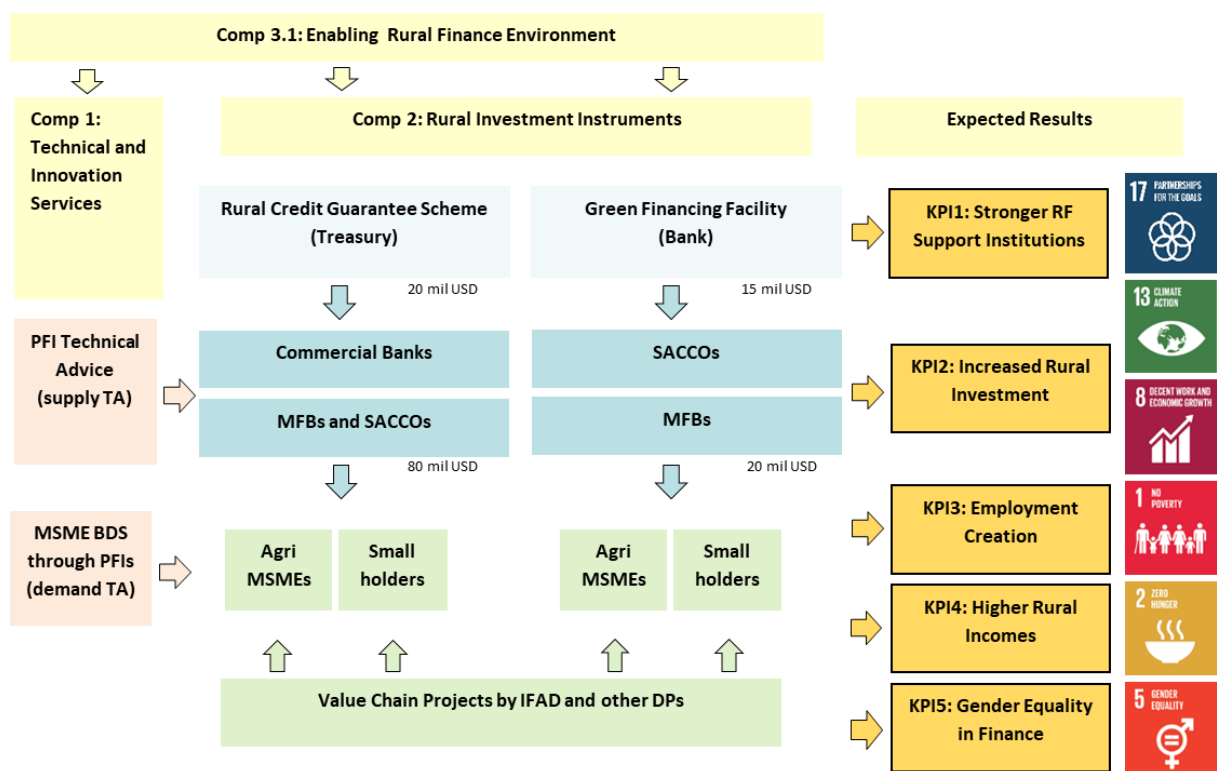 Comp 3.1: Enabling Rural Finance Environment
Comp 1:
Technical and
Innovation
Services
Comp 2: Rural Investment Instruments
Expected Results
Rural Credit Guarantee Scheme
(Treasury)
Green Financing Facility
(Bank)
KPI1: Stronger RF
Support Institutions
17 PARTNERSHIPS
FOR THE GOALS
20 mil USD
15 mil USD
13 CLIMATE
ACTION
PFI Technical
Advice
(supply TA)
Commercial Banks
SACCOs
MFBs and SACCOs
MFBs
KPI2: Increased Rural
Investment
8 DECENT WORK AND
ECONOMIC GROWTH
80 mil USD
20 mil USD
MSME BDS
through PFIs
(demand TA)
Agri
MSMEs
Small
holders
Agri
MSMEs
Small
holders
KPI3: Employment
Creation
1 NO
POVERTY
KPI4: Higher Rural
Incomes
2 ZERO
HUNGER
Value Chain Projects by IFAD and other DPs
KPI5: Gender Equality
in Finance
5 GENDER
EQUALITY